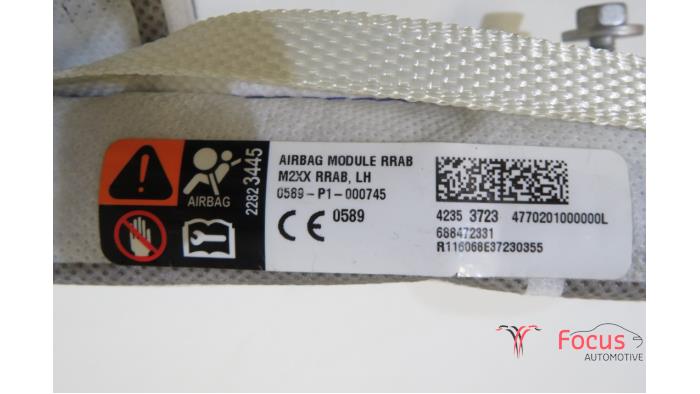 AIRBAG
2282 3445
AIRBAG MODULE RRAB
M2XX RRAB, LH
0589-P1-000745
CE 0589
4235 3723 4770201000000L
688472331
R116068E37230355
Focus
AUTOMOTIVE